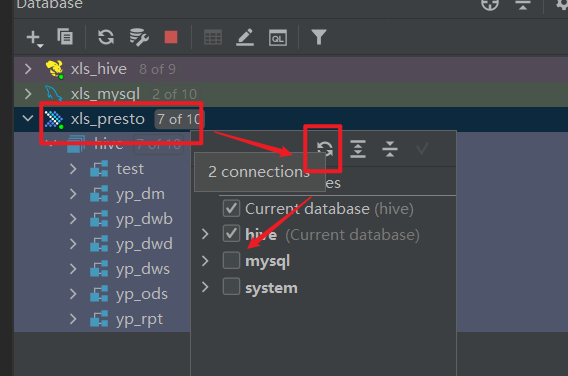 Database
xls_hive 8 of 9
xls_mysql 2 of 10
xls_presto 7 of 10
hive 7 of 10
2 connections
test
yp_dm
Current database (hive)
yp_dwb
hive (Current database)
yp_dwd
mysql
yp_dws
system
yp_ods
yp_rpt